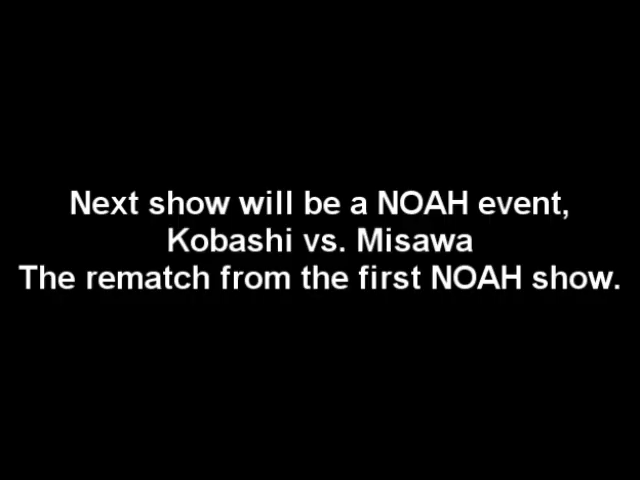 Next show will be a NOAH event,
Kobashi vs. Misawa
The rematch from the first NOAH show.